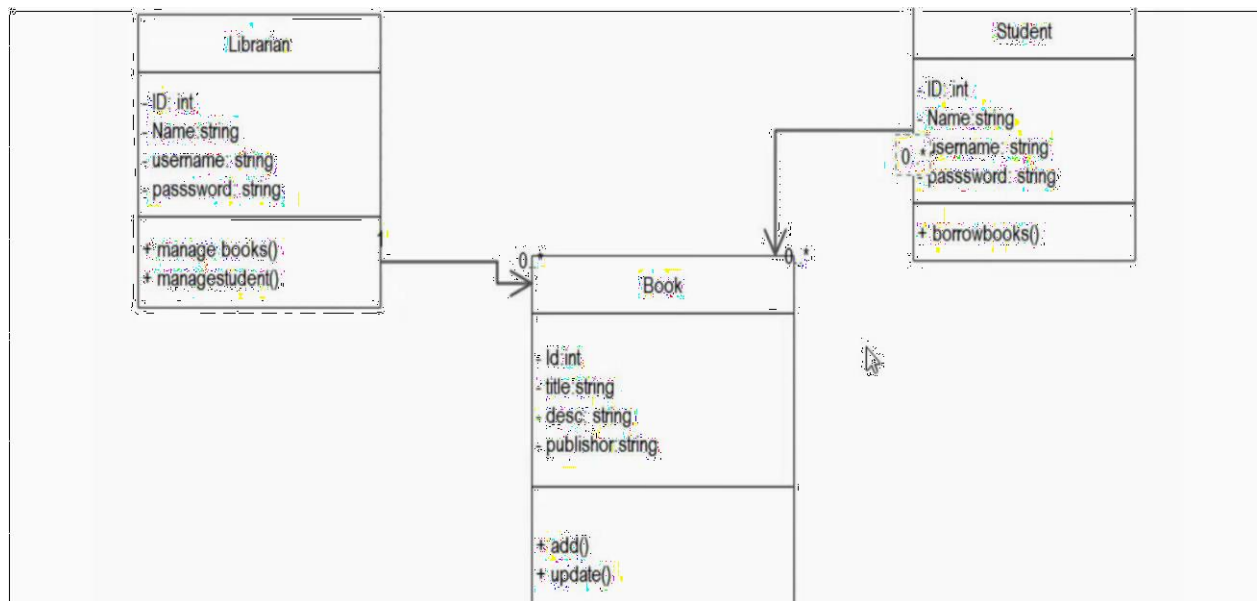 Librarian
- ID: int
- Name:string
- username: string
- passsword: string
+ manage books()
+ managestudent()
1
0..*
Student
- ID: int
- Name:string
- username: string
- passsword: string
+ borrowbooks()
0..*
0..*
Book
- Id:int
- title:string
- desc: string
- publishor:string
+ add()
+ update()